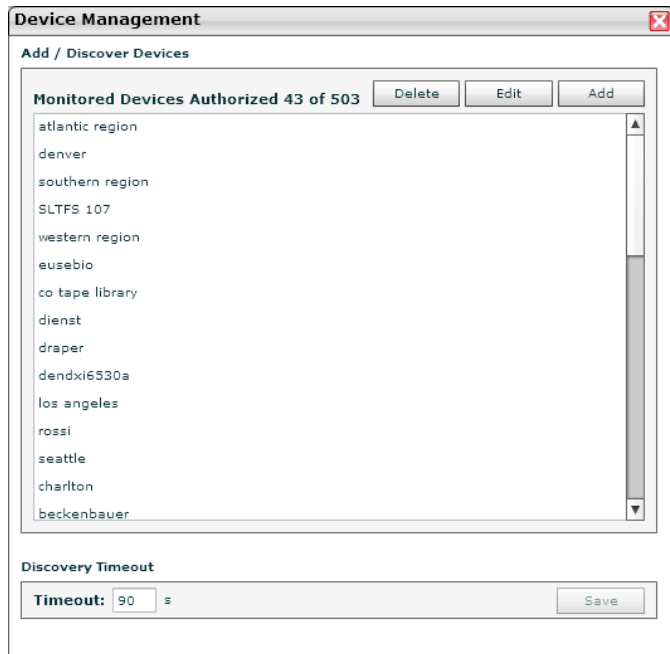 Device Management
Add / Discover Devices
Monitored Devices Authorized 43 of 503 Delete Edit Add
atlantic region
denver
southern region
SLTFS 107
western region
eusebio
co tape library
dienst
draper
dendxi6530a
los angeles
rossi
seattle
charlton
beckenbauer
Discovery Timeout
Timeout: 90 s Save